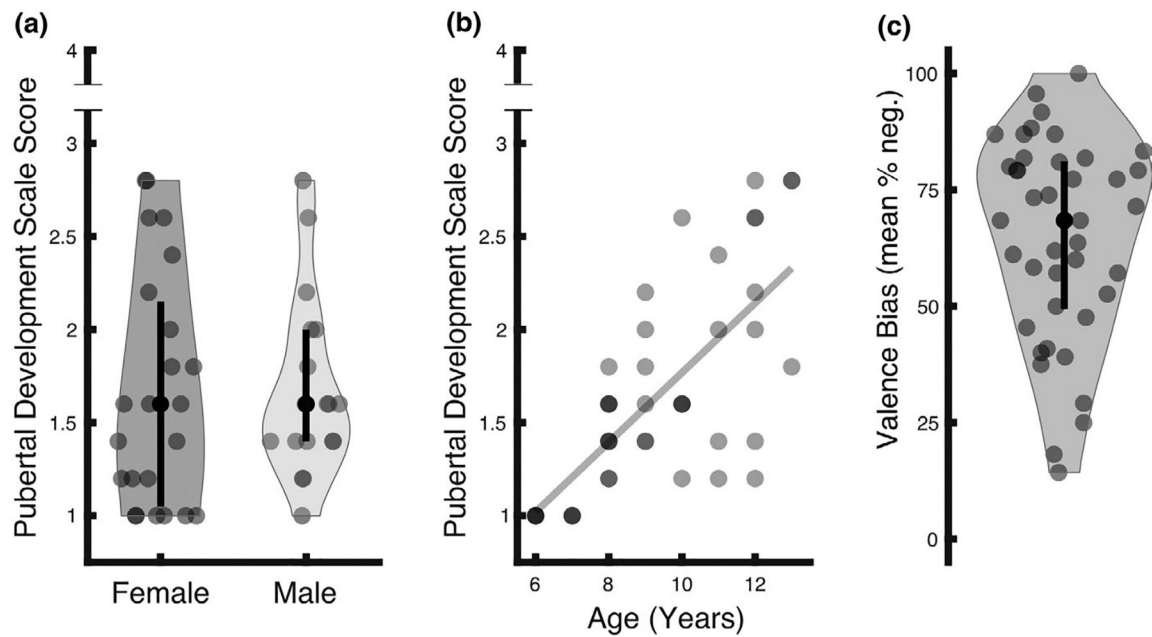 (a)
Pubertal Development Scale Score
4
3
2.5
2
1.5
1
Female
Male
(b)
Pubertal Development Scale Score
4
3
2.5
2
1.5
1
6
8
10
12
Age (Years)
(c)
Valence Bias (mean % neg.)
100
75
50
25
0